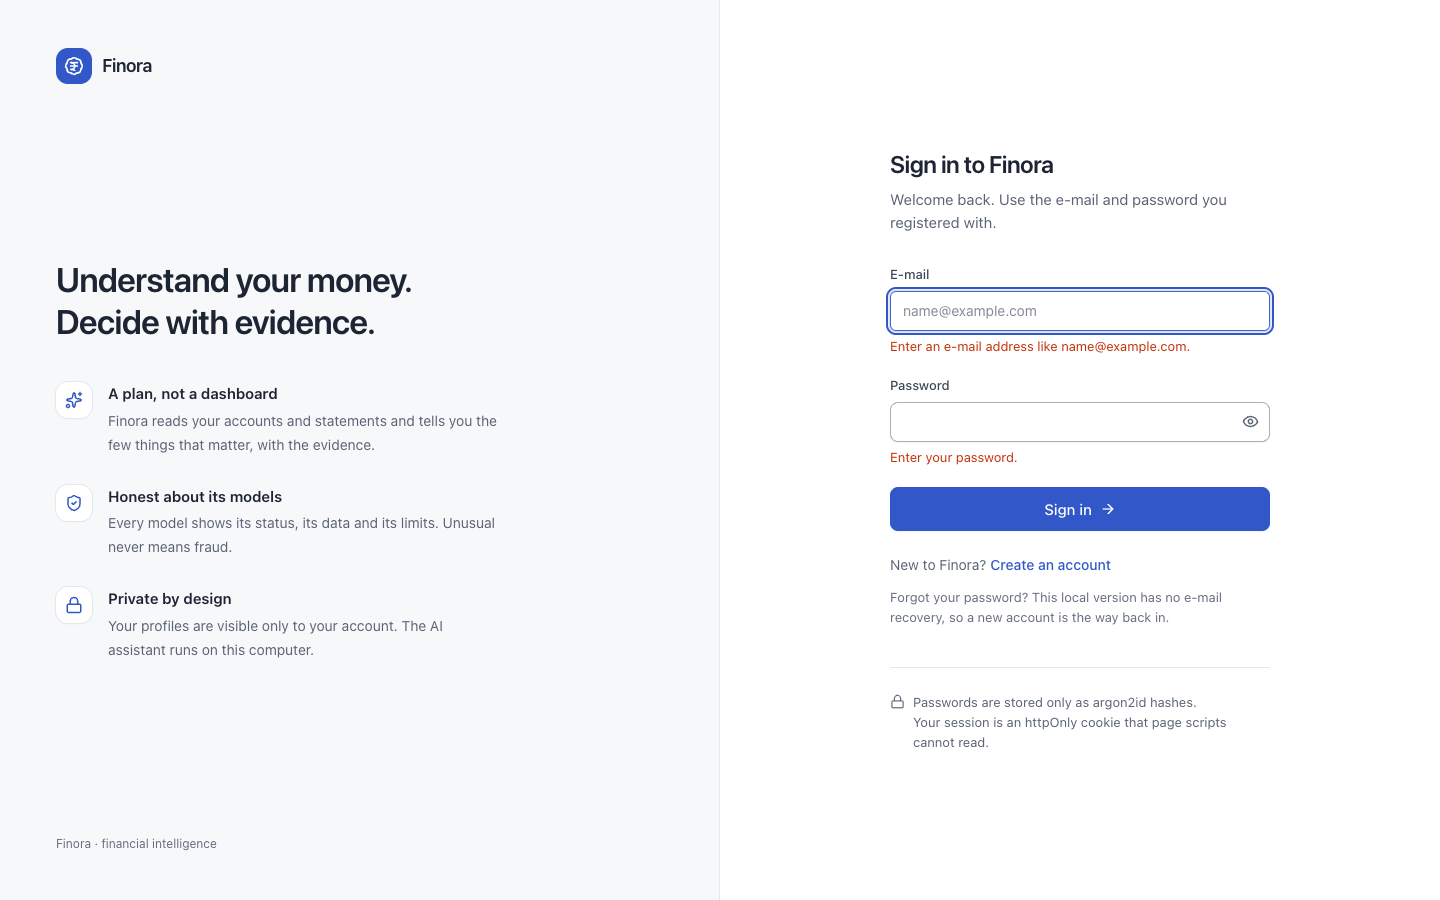 Finora
Understand your money.
Decide with evidence.
A plan, not a dashboard
Finora reads your accounts and statements and tells you the
few things that matter, with the evidence.
Honest about its models
Every model shows its status, its data and its limits. Unusual
never means fraud.
Private by design
Your profiles are visible only to your account. The AI
assistant runs on this computer.
Finora · financial intelligence
Sign in to Finora
Welcome back. Use the e-mail and password you
registered with.
E-mail
name@example.com
Enter an e-mail address like name@example.com.
Password
Enter your password.
Sign in →
New to Finora? Create an account
Forgot your password? This local version has no e-mail
recovery, so a new account is the way back in.
Passwords are stored only as argon2id hashes.
Your session is an httpOnly cookie that page scripts
cannot read.